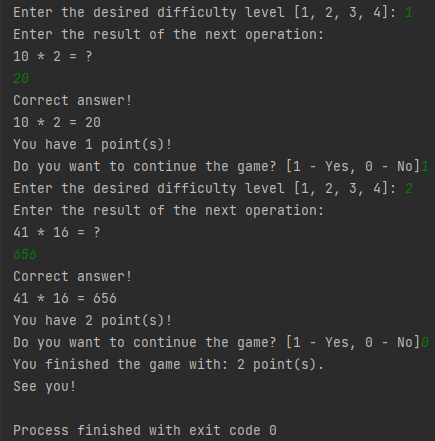 Enter the desired difficulty level [1, 2, 3, 4]: 1
Enter the result of the next operation:
10 * 2 = ?
20
Correct answer!
10 * 2 = 20
You have 1 point(s)!
Do you want to continue the game? [1 - Yes, 0 - No]1
Enter the desired difficulty level [1, 2, 3, 4]: 2
Enter the result of the next operation:
41 * 16 = ?
656
Correct answer!
41 * 16 = 656
You have 2 point(s)!
Do you want to continue the game? [1 - Yes, 0 - No]0
You finished the game with: 2 point(s).
See you!
Process finished with exit code 0